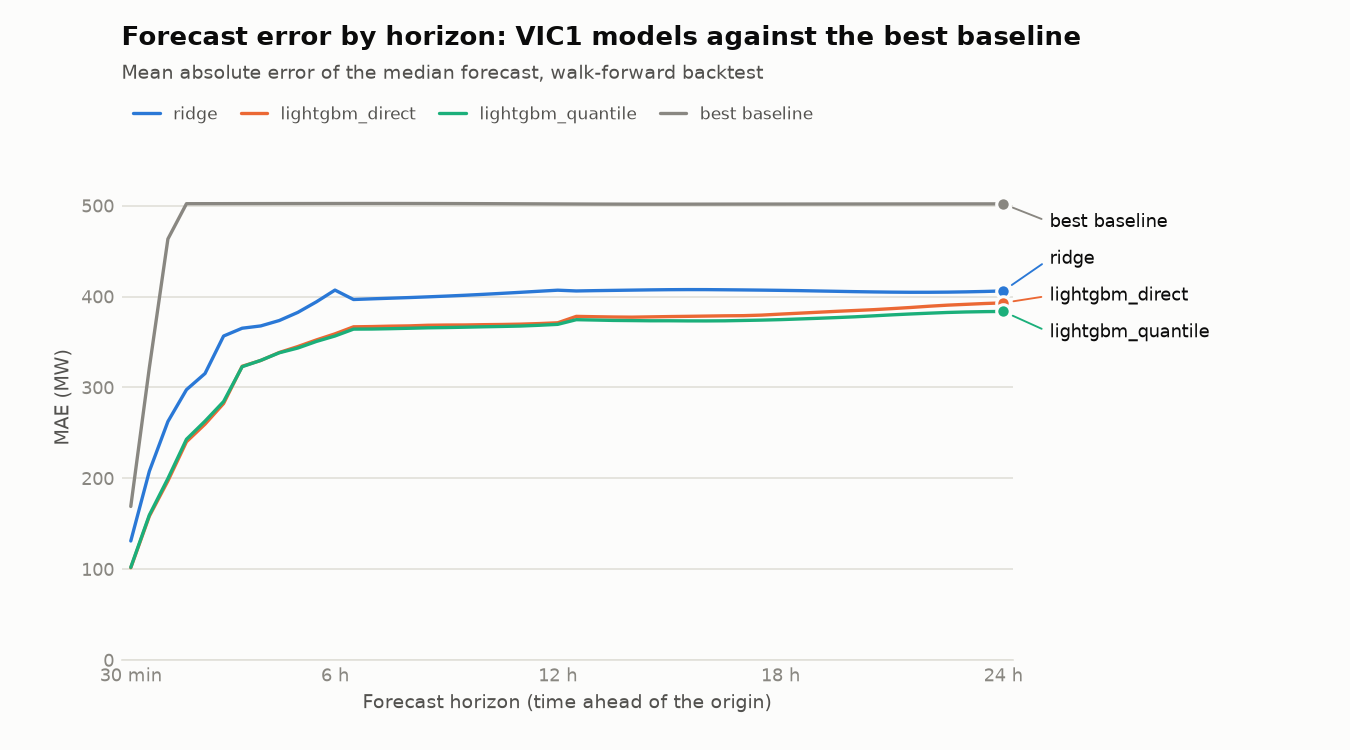 Forecast error by horizon: VIC1 models against the best baseline
Mean absolute error of the median forecast, walk-forward backtest
ridge
lightgbm_direct
lightgbm_quantile
best baseline
500
400
300
200
100
0
MAE (MW)
best baseline
ridge
lightgbm_direct
lightgbm_quantile
30 min
6 h
12 h
18 h
24 h
Forecast horizon (time ahead of the origin)